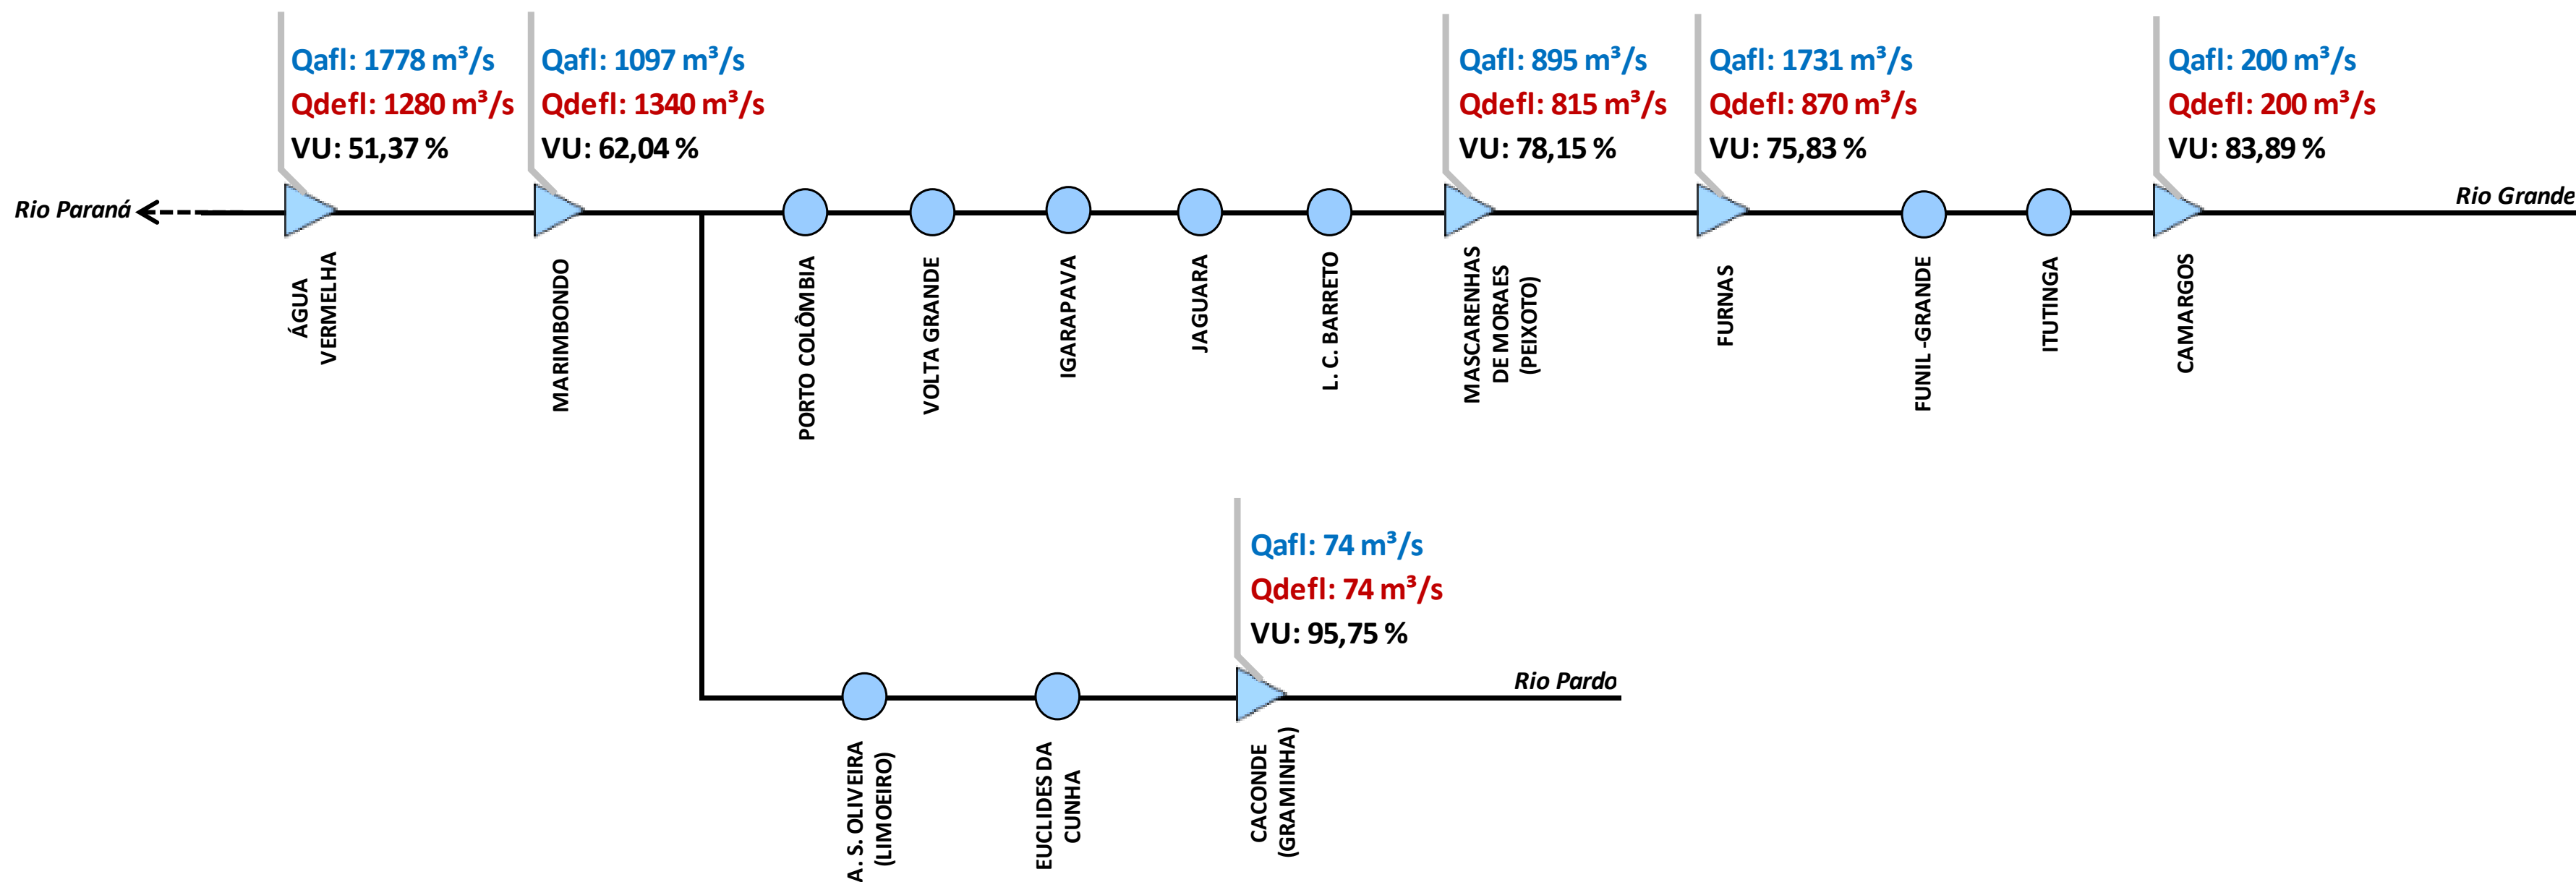 Qafl: 1778 m³/s
Qdefl: 1280 m³/s
VU: 51,37 %
Qafl: 1097 m³/s
Qdefl: 1340 m³/s
VU: 62,04 %
Qafl: 895 m³/s
Qdefl: 815 m³/s
VU: 78,15 %
Qafl: 1731 m³/s
Qdefl: 870 m³/s
VU: 75,83 %
Qafl: 200 m³/s
Qdefl: 200 m³/s
VU: 83,89 %
Rio Paraná
Rio Grande
ÁGUA
VERMELHA
MARIMBONDO
PORTO COLÔMBIA
VOLTA GRANDE
IGARAPAVA
JAGUARA
L. C. BARRETO
MASCARENHAS
DE MORAES
(PEIXOTO)
FURNAS
FUNIL -GRANDE
ITUTINGA
CAMARGOS
Qafl: 74 m³/s
Qdefl: 74 m³/s
VU: 95,75 %
Rio Pardo
A. S. OLIVEIRA
(LIMOEIRO)
EUCLIDES DA
CUNHA
CACONDE
(GRAMINHA)